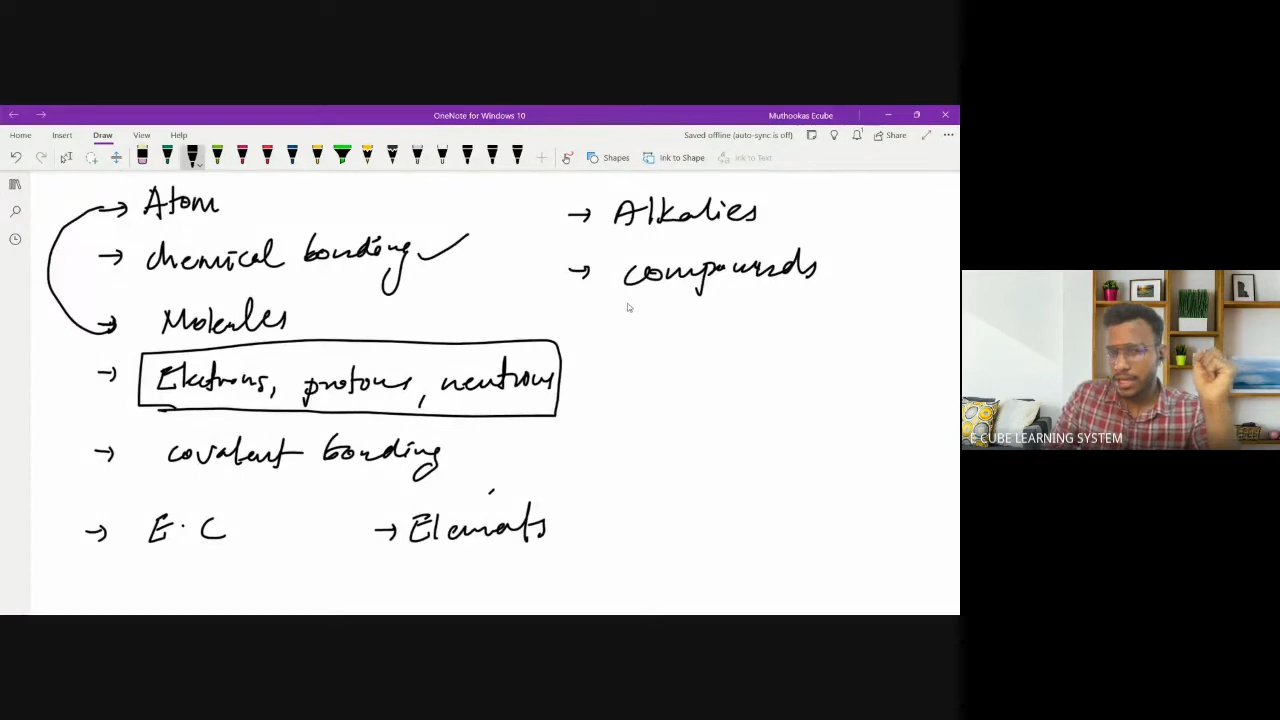 OneNote for Windows 10
Muthookas Ecube
Home Insert Draw View Help
Saved offline (auto-sync is off)
Share
Shapes
Ink to Shape
Ink to Text
→ Atom
→ chemical bonding ✓
→ Molecules
→ Electrons, protons, neutrons
→ covalent bonding
→ E. C
→ Elements
→ Alkalies
→ compounds
E CUBE LEARNING SYSTEM